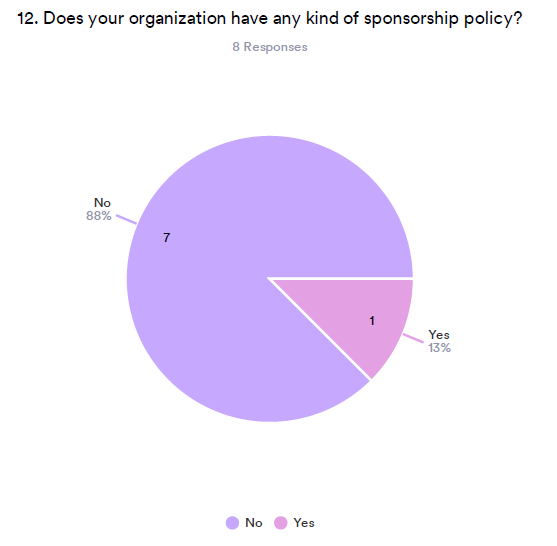 12. Does your organization have any kind of sponsorship policy?
8 Responses
No
88%
7
1
Yes
13%
No Yes